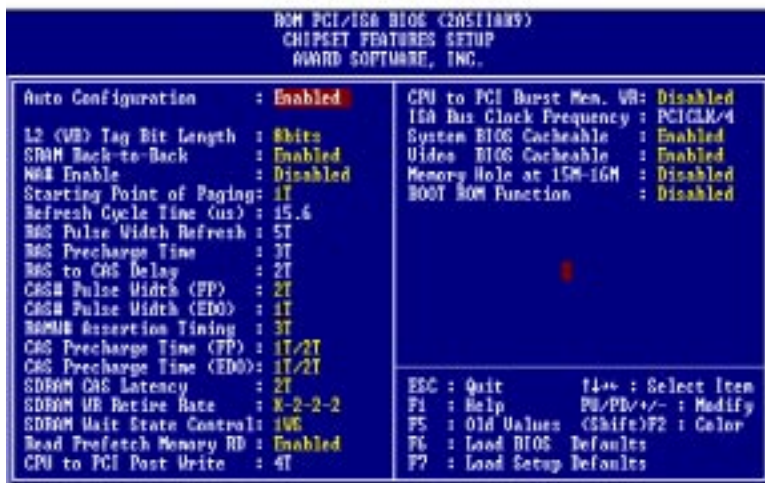 ROM PCI/ISA BIOS (2A5IIAK9)
CHIPSET FEATURES SETUP
AWARD SOFTWARE, INC.
Auto Configuration : Enabled
L2 (WB) Tag Bit Length : 8bits
SRAM Back-to-Back : Enabled
NA# Enable : Disabled
Starting Point of Paging: 1T
Refresh Cycle Time (us) : 15.6
RAS Pulse Width Refresh : 5T
RAS Precharge Time : 3T
RAS to CAS Delay : 2T
CAS# Pulse Width (FP) : 2T
CAS# Pulse Width (EDO) : 1T
RAMW# Assertion Timing : 3T
CAS Precharge Time (FP) : 1T/2T
CAS Precharge Time (EDO): 1T/2T
SDRAM CAS Latency : 2T
SDRAM WR Retire Rate : X-2-2-2
SDRAM Wait State Control: 1WS
Read Prefetch Memory RD : Enabled
CPU to PCI Post Write : 4T
CPU to PCI Burst Mem. WR: Disabled
ISA Bus Clock Frequency : PCICLK/4
System BIOS Cacheable : Enabled
Video BIOS Cacheable : Enabled
Memory Hole at 15M-16M : Disabled
BOOT ROM Function : Disabled
ESC : Quit ↑↓→← : Select Item
F1 : Help PU/PD/+/- : Modify
F5 : Old Values (Shift)F2 : Color
F6 : Load BIOS Defaults
F7 : Load Setup Defaults